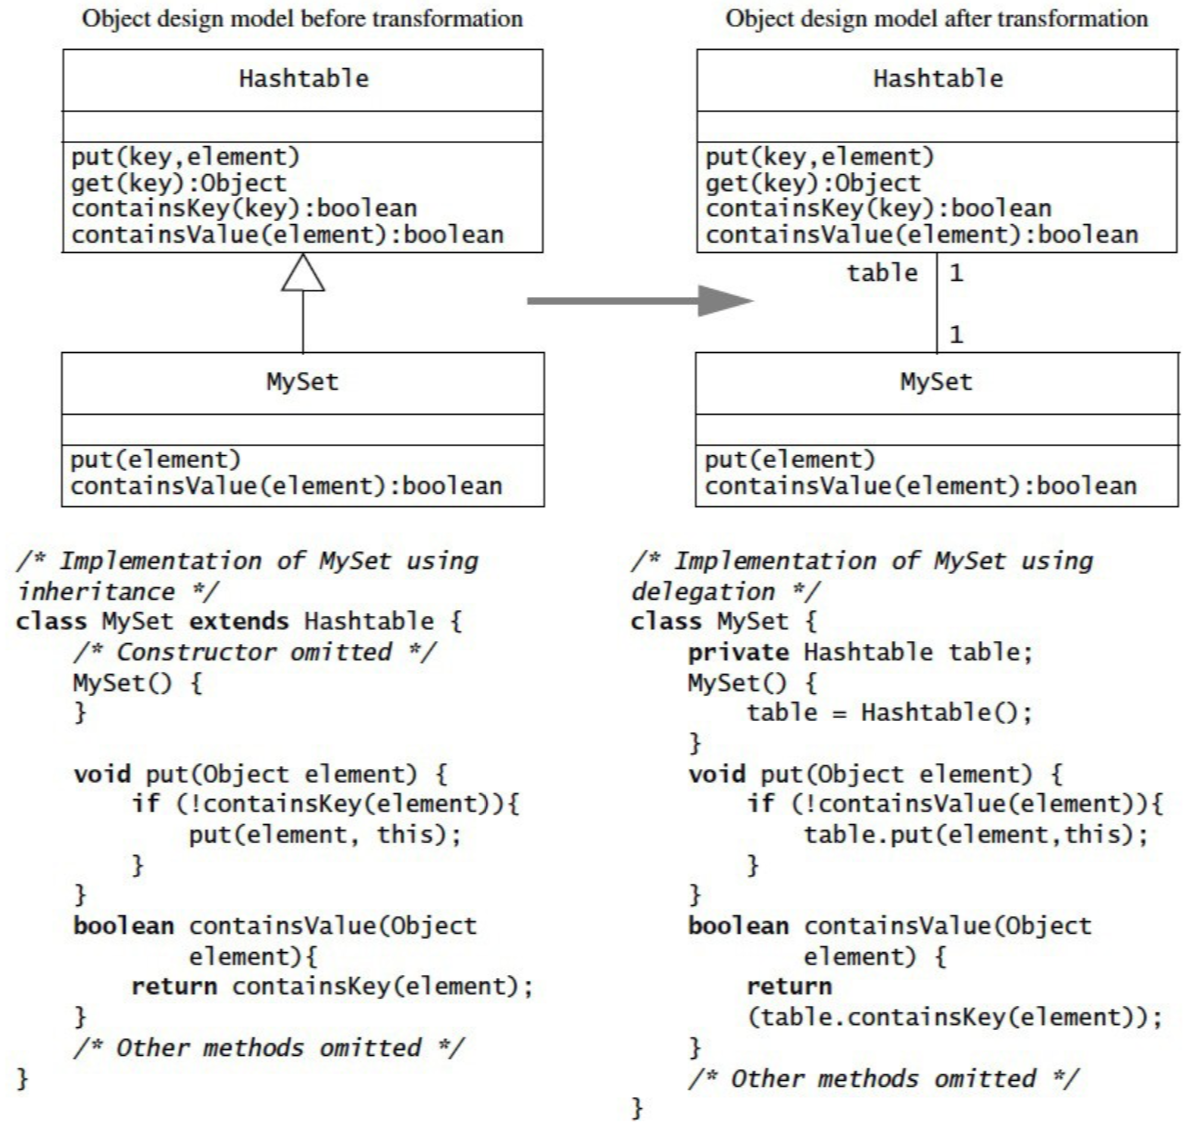 Object design model before transformation
Hashtable
put(key,element)
get(key):Object
containsKey(key):boolean
containsValue(element):boolean
MySet
put(element)
containsValue(element):boolean
/* Implementation of MySet using
inheritance */
class MySet extends Hashtable {
/* Constructor omitted */
MySet() {
}
void put(Object element) {
if (!containsKey(element)){
put(element, this);
}
}
boolean containsValue(Object
element){
return containsKey(element);
}
/* Other methods omitted */
}
Object design model after transformation
Hashtable
put(key,element)
get(key):Object
containsKey(key):boolean
containsValue(element):boolean
table 1
1
MySet
put(element)
containsValue(element):boolean
/* Implementation of MySet using
delegation */
class MySet {
private Hashtable table;
MySet() {
table = Hashtable();
}
void put(Object element) {
if (!containsValue(element)){
table.put(element,this);
}
}
boolean containsValue(Object
element) {
return
(table.containsKey(element));
}
/* Other methods omitted */
}